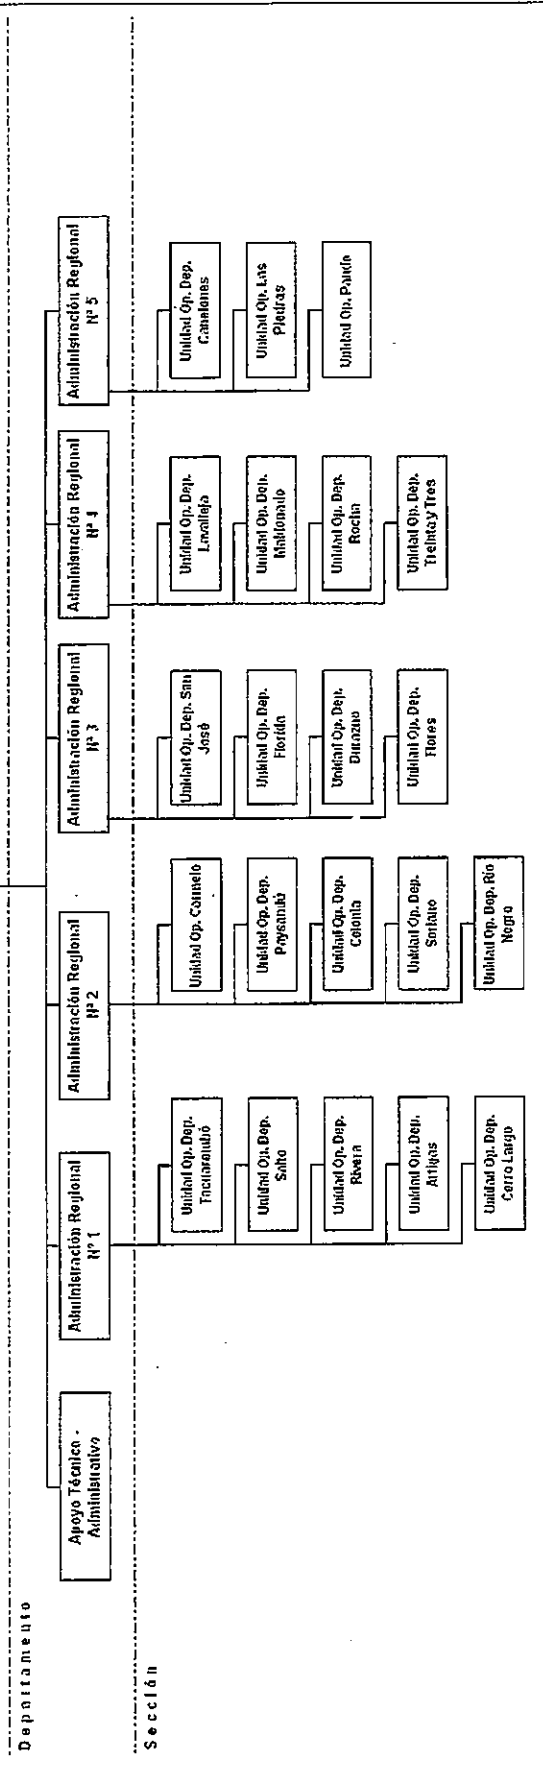 Departamento
Apoyo Técnico -
Administrativo
Administración Regional
Nº 1
Administración Regional
Nº 2
Administración Regional
Nº 3
Administración Regional
Nº 4
Administración Regional
Nº 5
Sección
Unidad Op. Dep.
Tacuarembó
Unidad Op. Dep.
Salto
Unidad Op. Dep.
Rivera
Unidad Op. Dep.
Artigas
Unidad Op. Dep.
Cerro Largo
Unidad Op. Carmelo
Unidad Op. Dep.
Paysandú
Unidad Op. Dep.
Colonia
Unidad Op. Dep.
Soriano
Unidad Op. Dep. Río
Negro
Unidad Op. Dep. San
José
Unidad Op. Dep.
Florida
Unidad Op. Dep.
Durazno
Unidad Op. Dep.
Flores
Unidad Op. Dep.
Lavalleja
Unidad Op. Dep.
Maldonado
Unidad Op. Dep.
Rocha
Unidad Op. Dep.
Treinta y Tres
Unidad Op. Dep.
Canelones
Unidad Op. Las
Piedras
Unidad Op. Pando